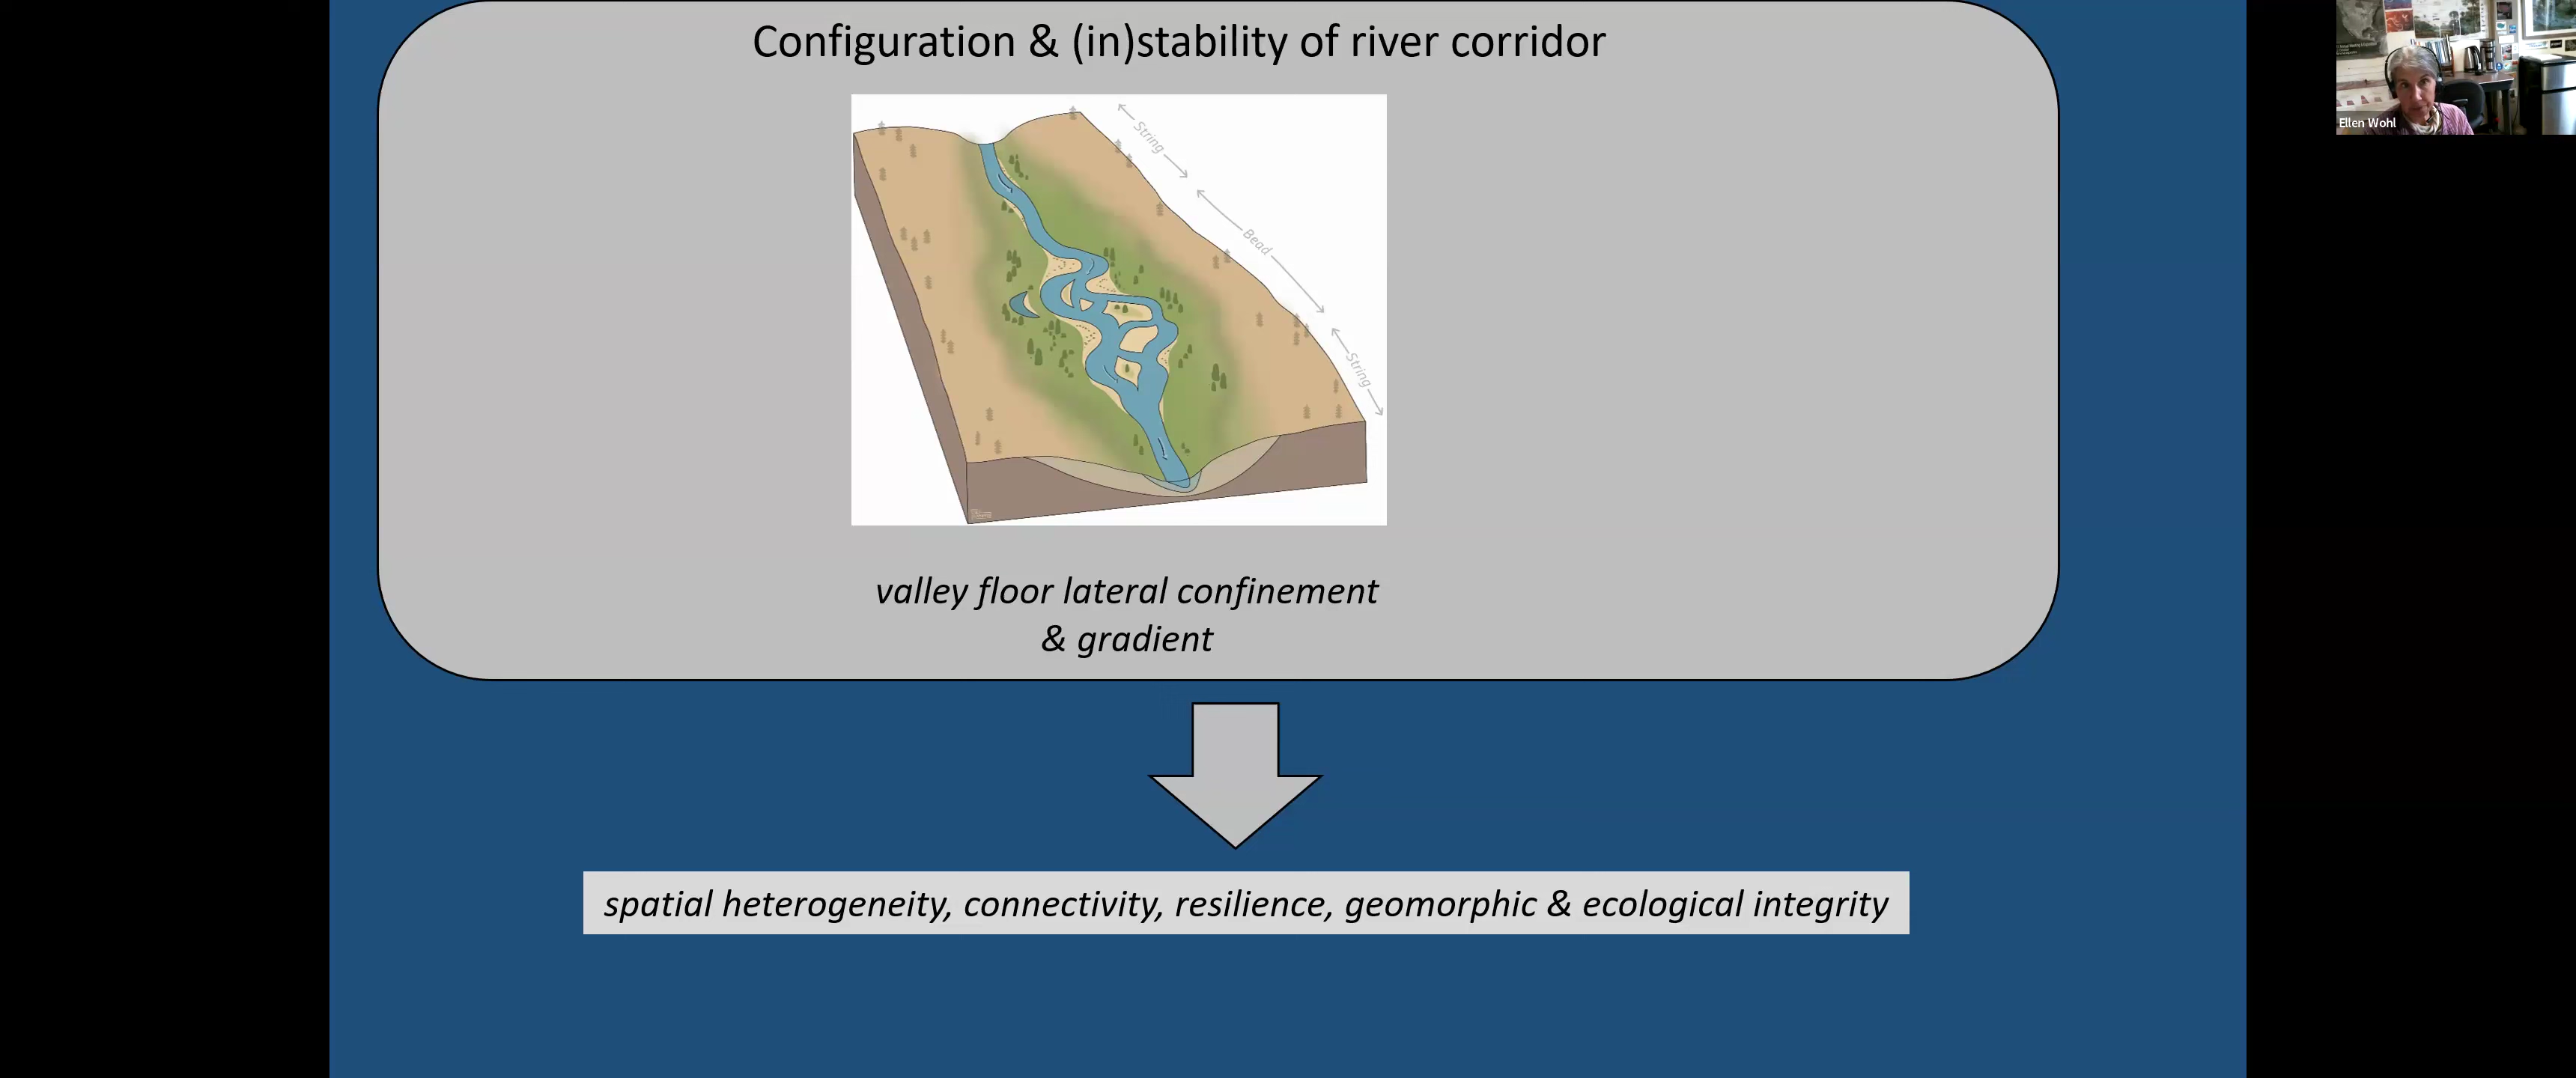 Configuration & (in)stability of river corridor
String
Bead
String
valley floor lateral confinement
& gradient
spatial heterogeneity, connectivity, resilience, geomorphic & ecological integrity
Ellen Wohl